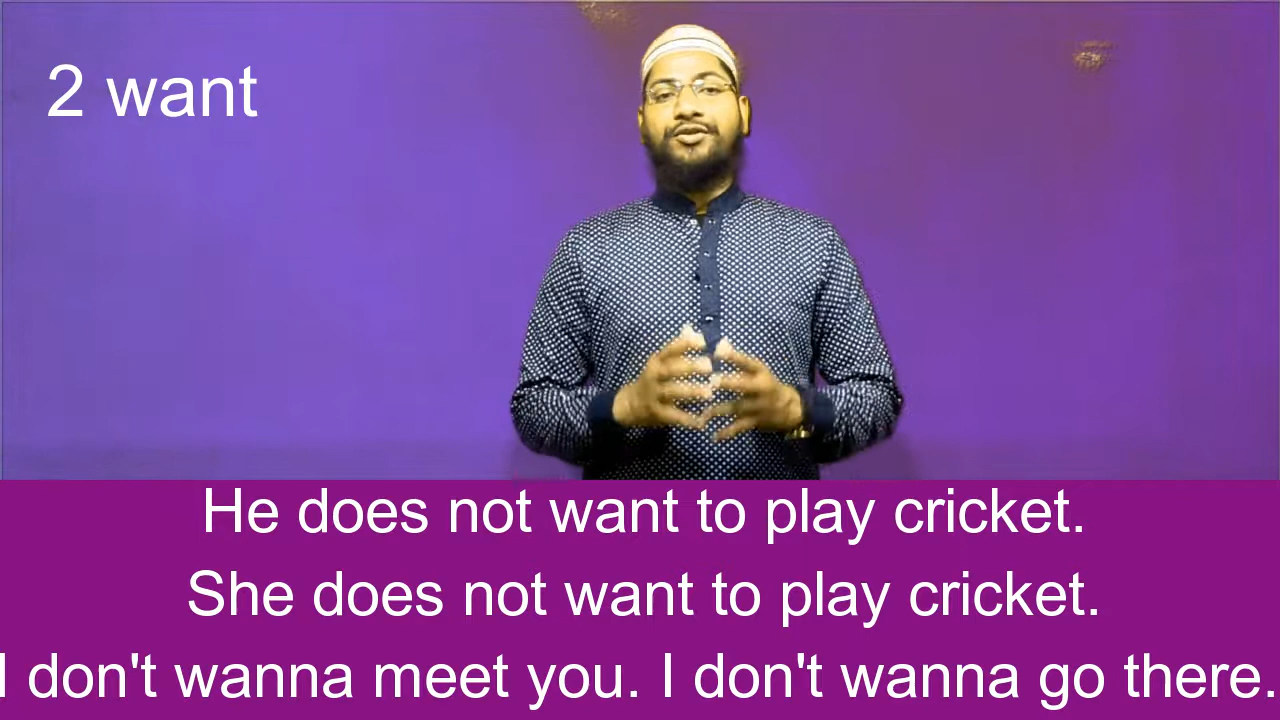 2 want
He does not want to play cricket.
She does not want to play cricket.
I don't wanna meet you. I don't wanna go there.